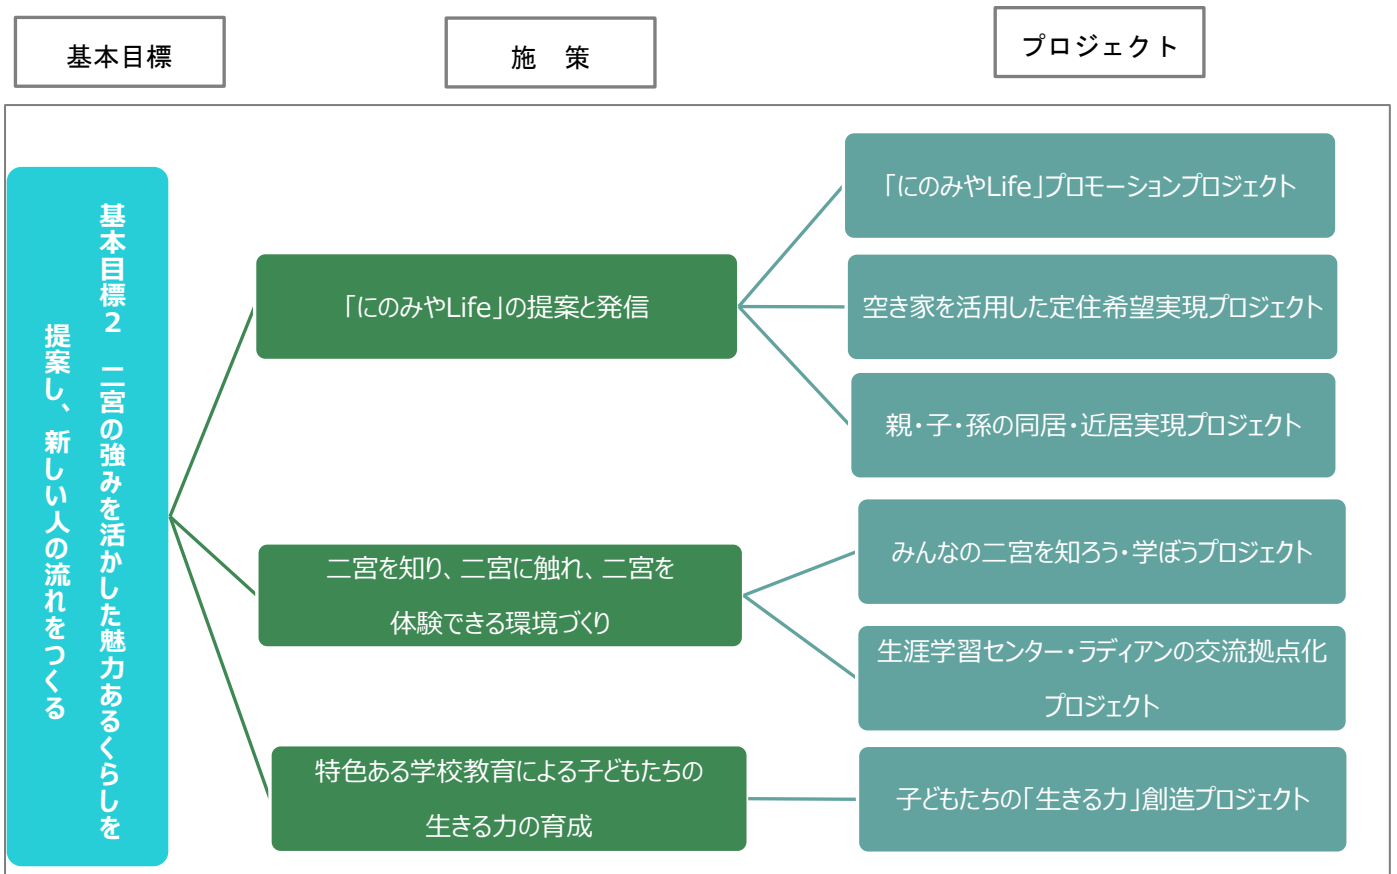 基本目標
施　策
プロジェクト
基本目標２　二宮の強みを活かした魅力あるくらしを
提案し、新しい人の流れをつくる
「にのみやLife」の提案と発信
「にのみやLife」プロモーションプロジェクト
空き家を活用した定住希望実現プロジェクト
親・子・孫の同居・近居実現プロジェクト
二宮を知り、二宮に触れ、二宮を
体験できる環境づくり
みんなの二宮を知ろう・学ぼうプロジェクト
生涯学習センター・ラディアンの交流拠点化
プロジェクト
特色ある学校教育による子どもたちの
生きる力の育成
子どもたちの「生きる力」創造プロジェクト